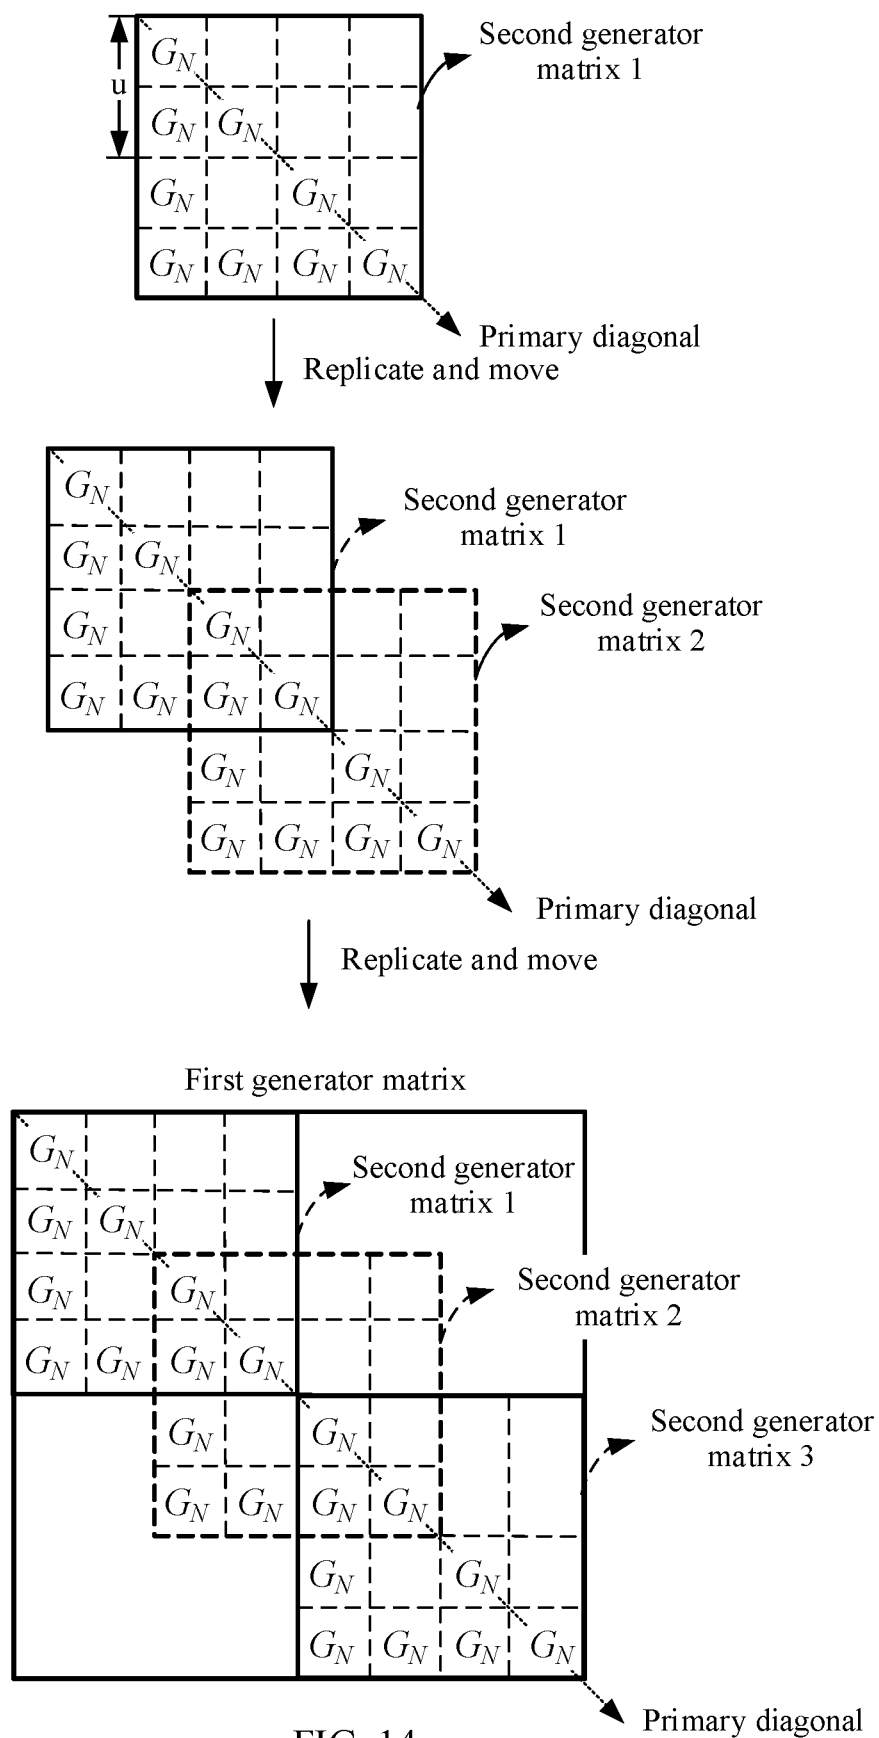 Second generator
matrix 1
G_N
u
G_N G_N
G_N G_N
G_N G_N G_N G_N
Primary diagonal
Replicate and move
G_N
Second generator
matrix 1
G_N G_N
Second generator
matrix 2
G_N G_N
G_N G_N G_N G_N
G_N G_N
G_N G_N G_N G_N
Primary diagonal
Replicate and move
First generator matrix
G_N
Second generator
matrix 1
G_N G_N
Second generator
matrix 2
G_N G_N
G_N G_N G_N G_N
G_N G_N
Second generator
matrix 3
G_N G_N G_N G_N
G_N G_N
G_N G_N G_N G_N
Primary diagonal
FIG. 14